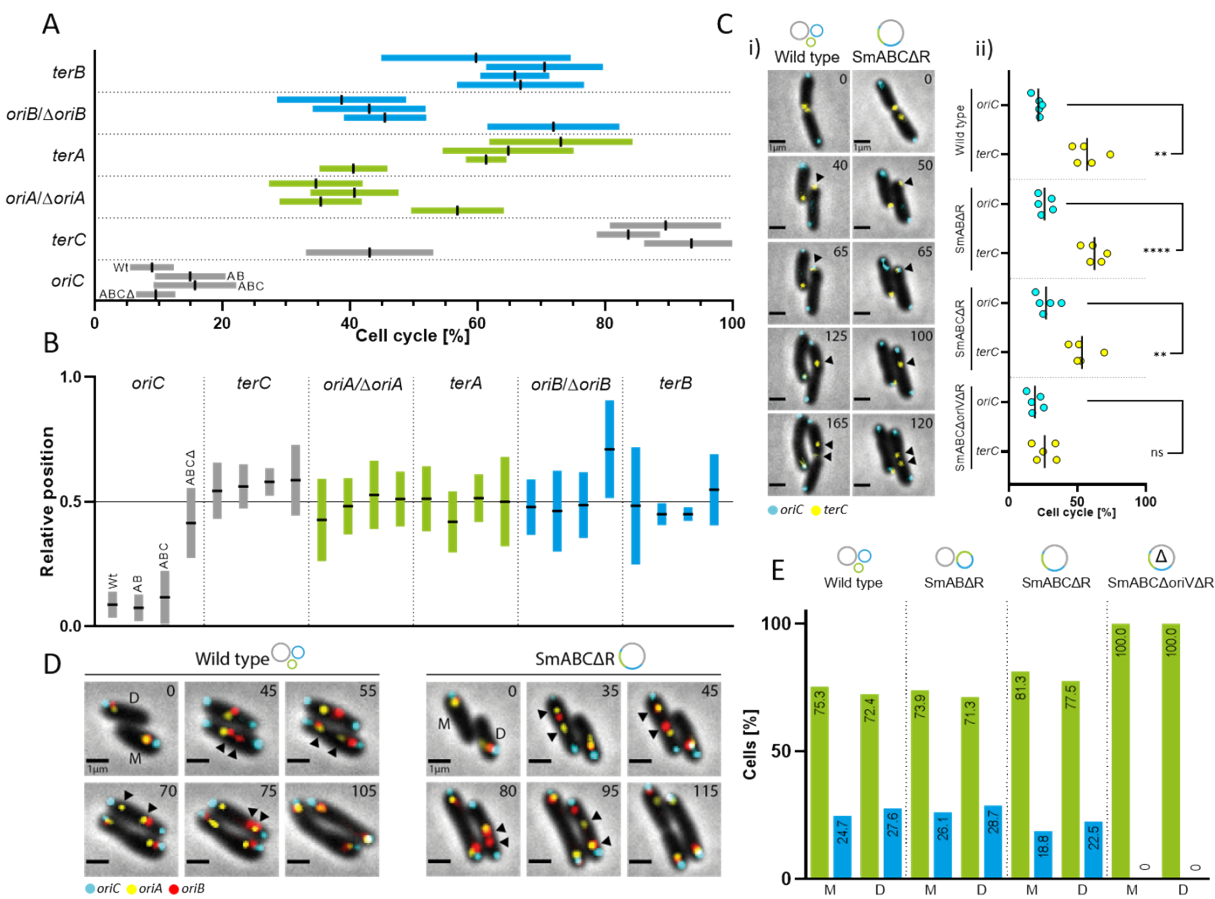 A
terB
oriB/ΔoriB
terA
oriA/ΔoriA
terC
oriC
Wt
AB
ABC
ABCΔ
0 20 40 60 80 100
Cell cycle [%]
B
1.0
0.5
0.0
Relative position
oriC terC oriA/ΔoriA terA oriB/ΔoriB terB
Wt
AB
ABC
ABCΔ
C
i)
Wild type SmABCΔR
0 0
1µm 1µm
40 50
65 65
125 100
165 120
oriC terC
ii)
Wild type
oriC
terC
**
SmABΔR
oriC
terC
****
SmABCΔR
oriC
terC
**
SmABCΔoriVΔR
oriC
terC
ns
0 50 100
Cell cycle [%]
D
Wild type
0 45 55
D
M
1µm
70 75 105
oriC oriA oriB
SmABCΔR
0 35 45
M D
1µm
80 95 115
E
Δ
Wild type SmABΔR SmABCΔR SmABCΔoriVΔR
100
50
0
Cells [%]
75.3 24.7 72.4 27.6 73.9 26.1 71.3 28.7 81.3 18.8 77.5 22.5 100.0 0 100.0 0
M D M D M D M D